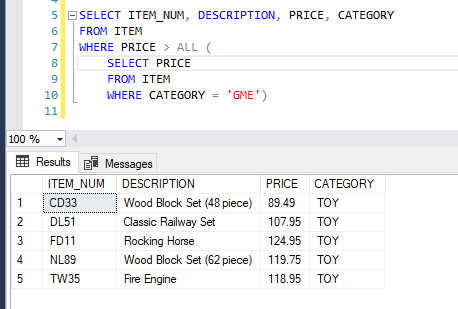 5 SELECT ITEM_NUM, DESCRIPTION, PRICE, CATEGORY
6 FROM ITEM
7 WHERE PRICE > ALL (
8 SELECT PRICE
9 FROM ITEM
10 WHERE CATEGORY = 'GME')
11
100 %
Results Messages
ITEM_NUM DESCRIPTION PRICE CATEGORY
1 CD33 Wood Block Set (48 piece) 89.49 TOY
2 DL51 Classic Railway Set 107.95 TOY
3 FD11 Rocking Horse 124.95 TOY
4 NL89 Wood Block Set (62 piece) 119.75 TOY
5 TW35 Fire Engine 118.95 TOY